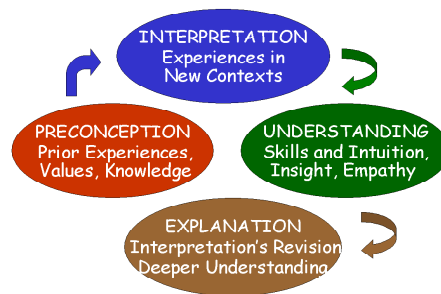 INTERPRETATION
Experiences in
New Contexts
PRECONCEPTION
Prior Experiences,
Values, Knowledge
UNDERSTANDING
Skills and Intuition,
Insight, Empathy
EXPLANATION
Interpretation's Revision
Deeper Understanding